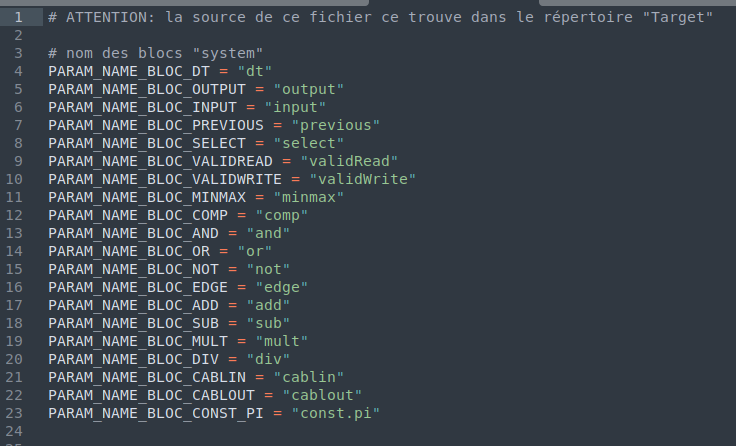 1 # ATTENTION: la source de ce fichier ce trouve dans le répertoire "Target"
2
3 # nom des blocs "system"
4 PARAM_NAME_BLOC_DT = "dt"
5 PARAM_NAME_BLOC_OUTPUT = "output"
6 PARAM_NAME_BLOC_INPUT = "input"
7 PARAM_NAME_BLOC_PREVIOUS = "previous"
8 PARAM_NAME_BLOC_SELECT = "select"
9 PARAM_NAME_BLOC_VALIDREAD = "validRead"
10 PARAM_NAME_BLOC_VALIDWRITE = "validWrite"
11 PARAM_NAME_BLOC_MINMAX = "minmax"
12 PARAM_NAME_BLOC_COMP = "comp"
13 PARAM_NAME_BLOC_AND = "and"
14 PARAM_NAME_BLOC_OR = "or"
15 PARAM_NAME_BLOC_NOT = "not"
16 PARAM_NAME_BLOC_EDGE = "edge"
17 PARAM_NAME_BLOC_ADD = "add"
18 PARAM_NAME_BLOC_SUB = "sub"
19 PARAM_NAME_BLOC_MULT = "mult"
20 PARAM_NAME_BLOC_DIV = "div"
21 PARAM_NAME_BLOC_CABLIN = "cablin"
22 PARAM_NAME_BLOC_CABLOUT = "cablout"
23 PARAM_NAME_BLOC_CONST_PI = "const.pi"
24